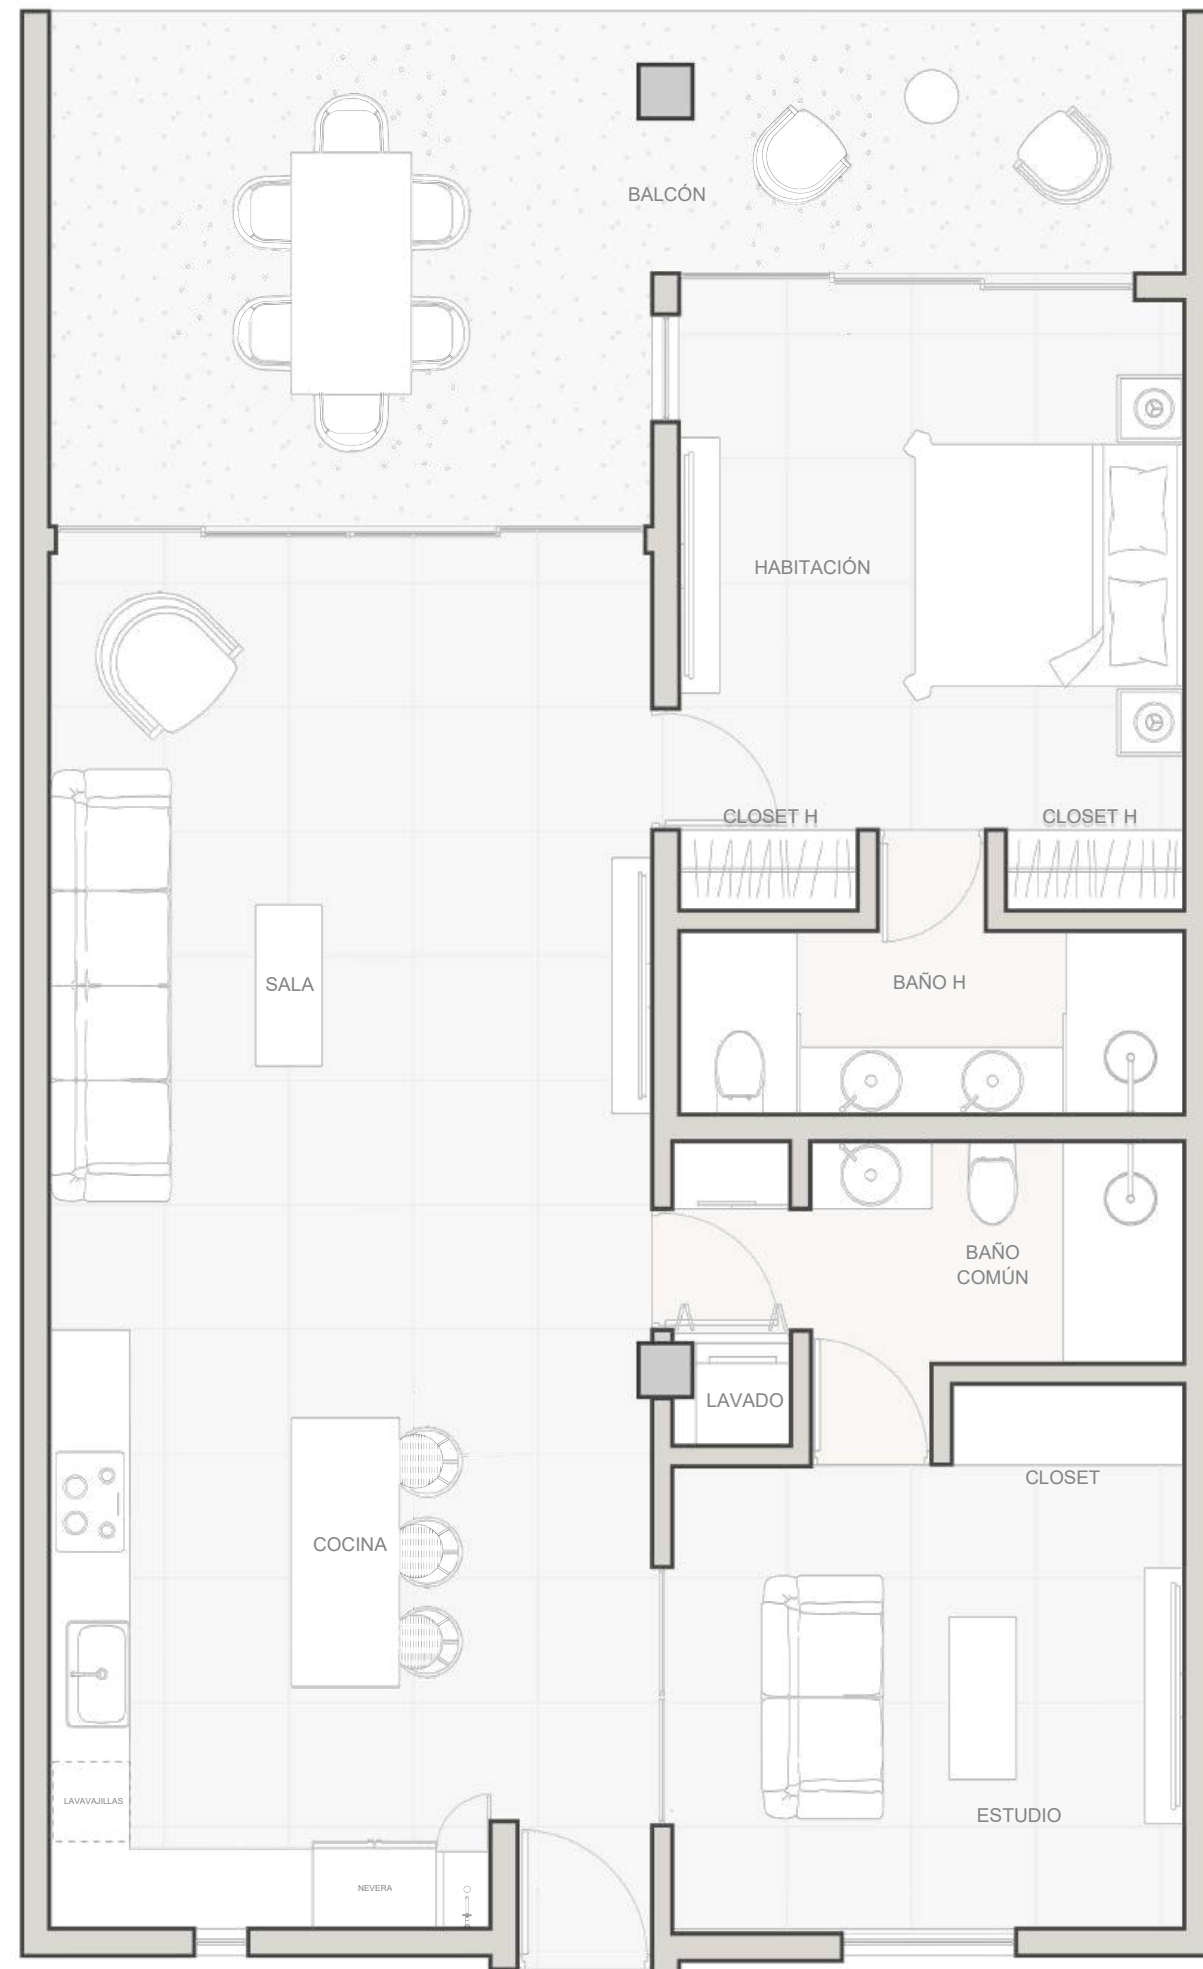 BALCÓN
HABITACIÓN
CLOSET H
CLOSET H
SALA
BAÑO H
BAÑO
COMÚN
LAVADO
CLOSET
COCINA
LAVAVAJILLAS
ESTUDIO
NEVERA